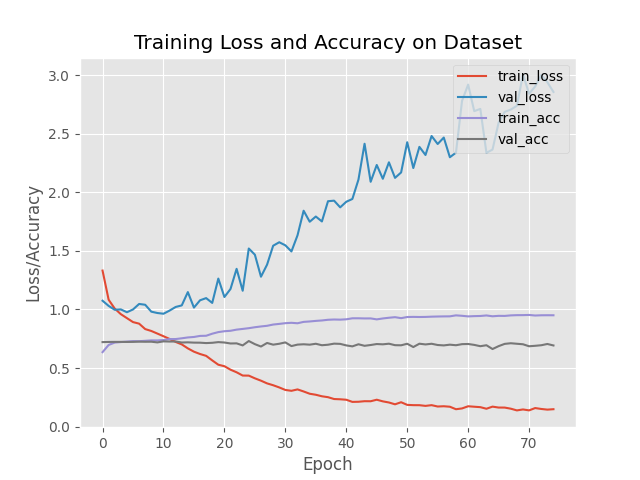 Training Loss and Accuracy on Dataset
3.0
2.5
2.0
1.5
1.0
0.5
0.0
Loss/Accuracy
train_loss
val_loss
train_acc
val_acc
0 10 20 30 40 50 60 70
Epoch